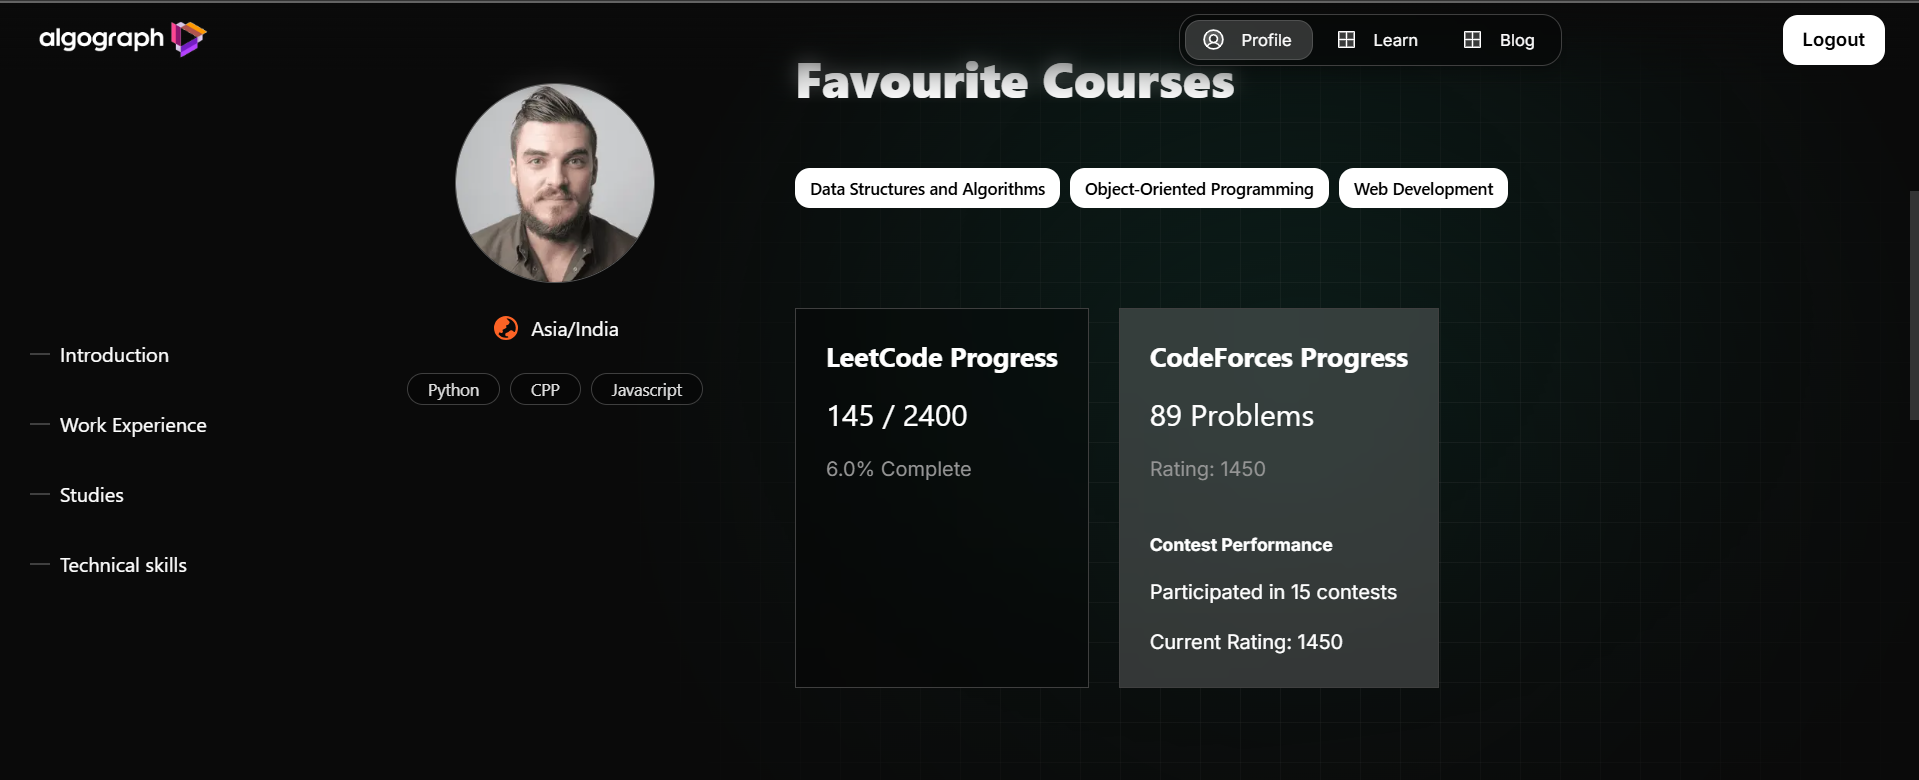 algograph
Profile
Learn
Blog
Logout
Favourite Courses
Data Structures and Algorithms
Object-Oriented Programming
Web Development
Asia/India
Python
CPP
Javascript
Introduction
Work Experience
Studies
Technical skills
LeetCode Progress
145 / 2400
6.0% Complete
CodeForces Progress
89 Problems
Rating: 1450
Contest Performance
Participated in 15 contests
Current Rating: 1450